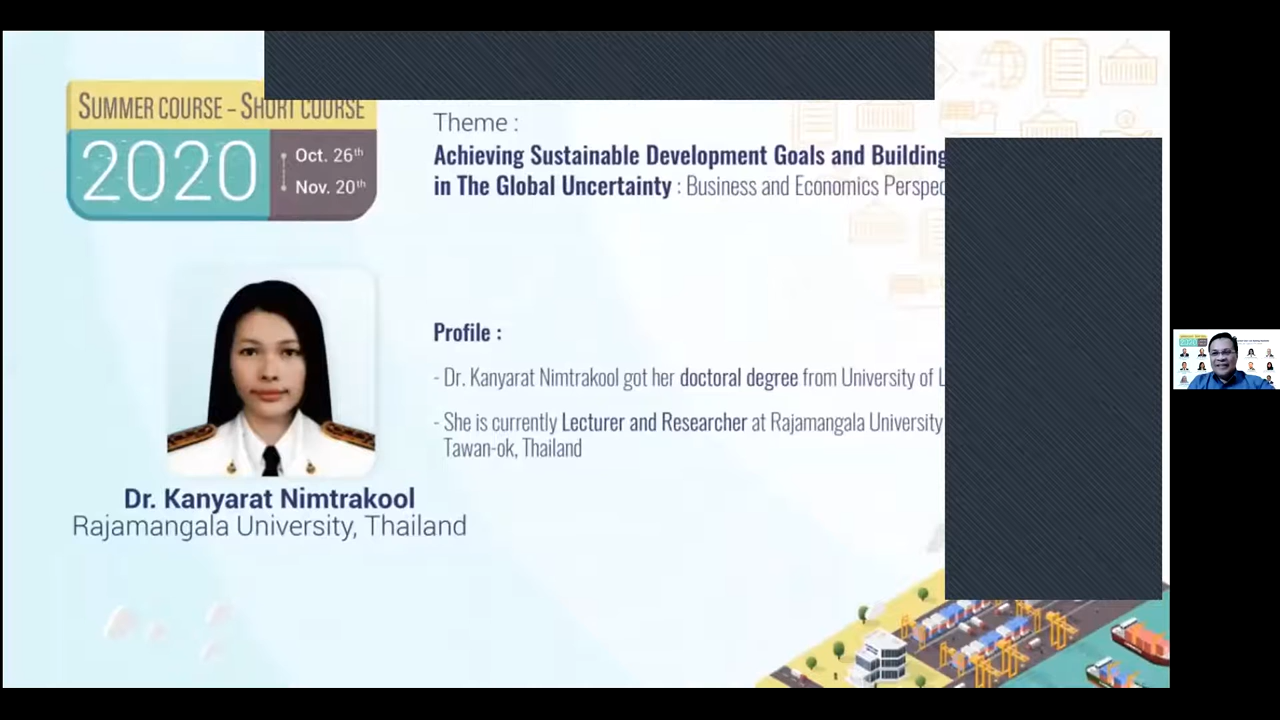 SUMMER COURSE – SHORT COURSE
2020
Oct. 26th
Nov. 20th
Theme :
Achieving Sustainable Development Goals and Building
in The Global Uncertainty : Business and Economics
Profile :
- Dr. Kanyarat Nimtrakool got her doctoral degree from University of
- She is currently Lecturer and Researcher at Rajamangala University
Tawan-ok, Thailand
Dr. Kanyarat Nimtrakool
Rajamangala University, Thailand